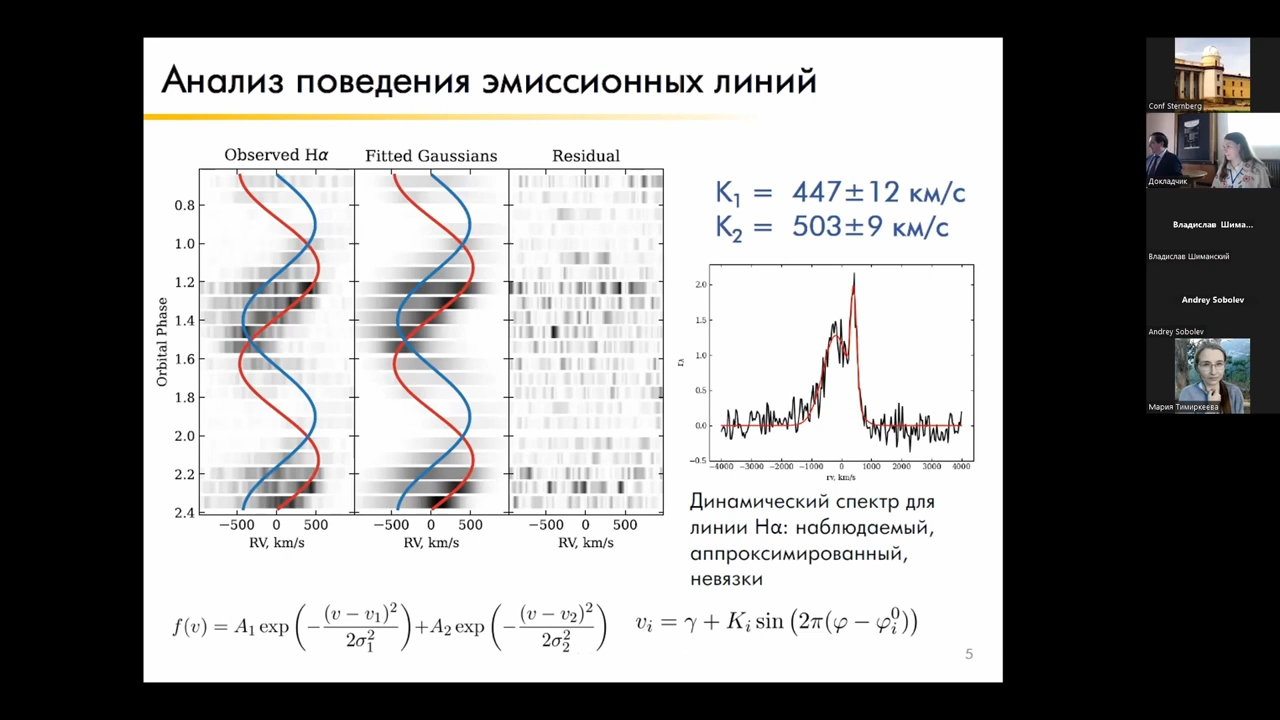 Анализ поведения эмиссионных линий
Observed Hα
Fitted Gaussians
Residual
Orbital Phase
0.8
1.0
1.2
1.4
1.6
1.8
2.0
2.2
2.4
−500 0 500
−500 0 500
−500 0 500
RV, km/s
RV, km/s
RV, km/s
K₁ = 447±12 км/с
K₂ = 503±9 км/с
2.0
1.5
1.0
0.5
0.0
−0.5
−4000 −3000 −2000 −1000 0 1000 2000 3000 4000
rv, km/s
Динамический спектр для
линии Hα: наблюдаемый,
аппроксимированный,
невязки
f(v) = A₁ exp (−(v − v₁)²/2σ₁²) + A₂ exp (−(v − v₂)²/2σ₂²)
vᵢ = γ + Kᵢ sin (2π(φ − φᵢ⁰))
5
Conf Sternberg
Докладчик
Владислав Шима...
Владислав Шиманский
Andrey Sobolev
Andrey Sobolev
Мария Тимиркеева